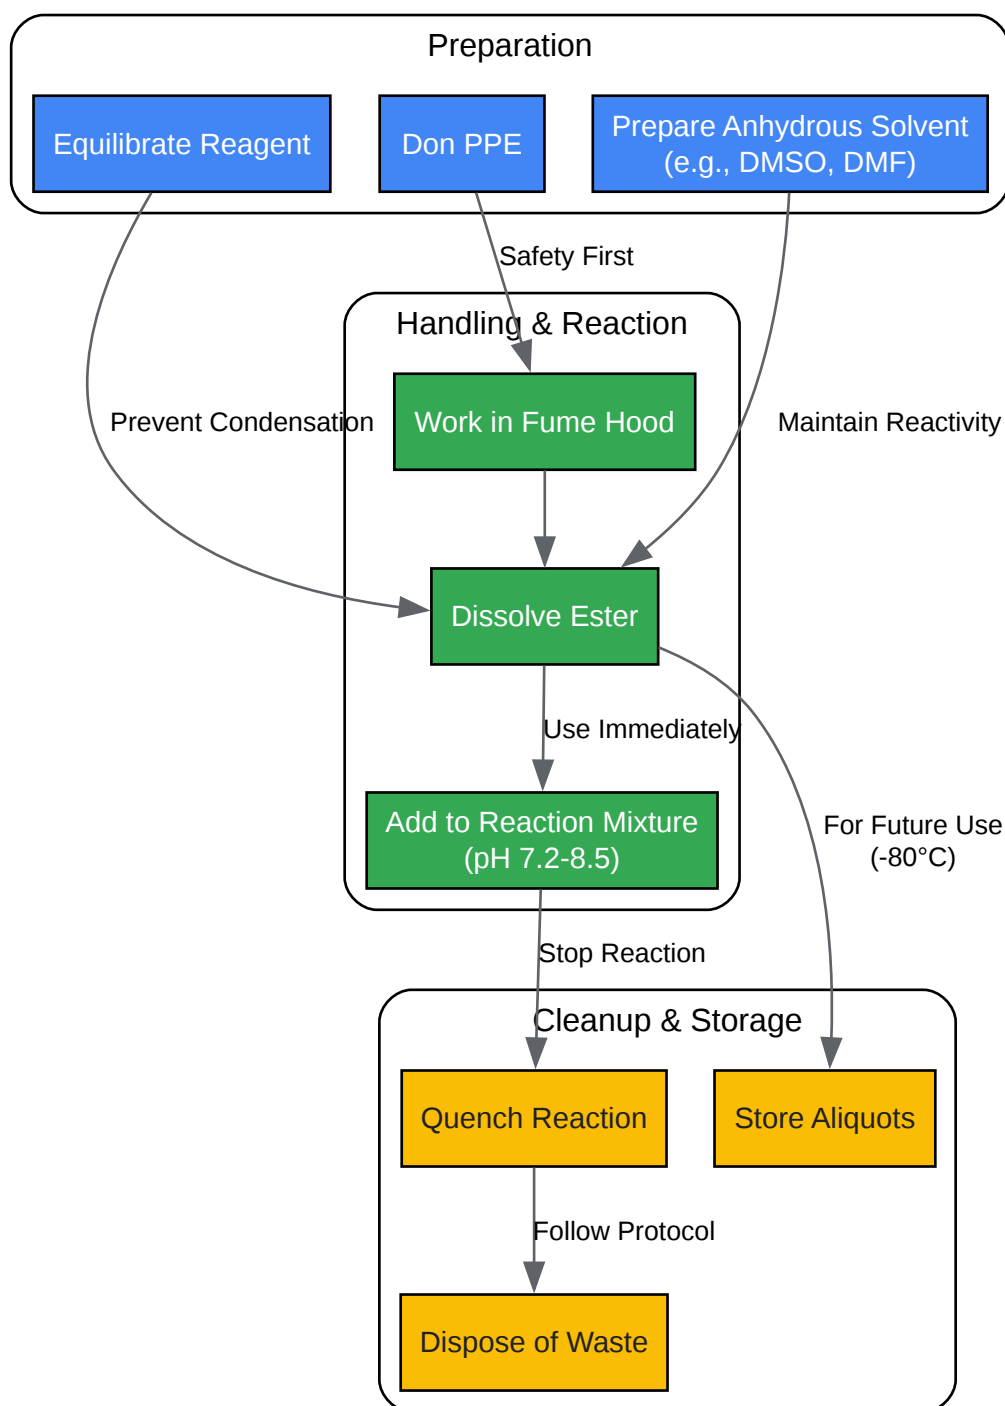 Preparation
Equilibrate Reagent
Don PPE
Prepare Anhydrous Solvent
(e.g., DMSO, DMF)
Safety First
Handling & Reaction
Prevent Condensation
Work in Fume Hood
Maintain Reactivity
Dissolve Ester
Use Immediately
Add to Reaction Mixture
(pH 7.2-8.5)
For Future Use
(-80°C)
Stop Reaction
Cleanup & Storage
Quench Reaction
Store Aliquots
Follow Protocol
Dispose of Waste